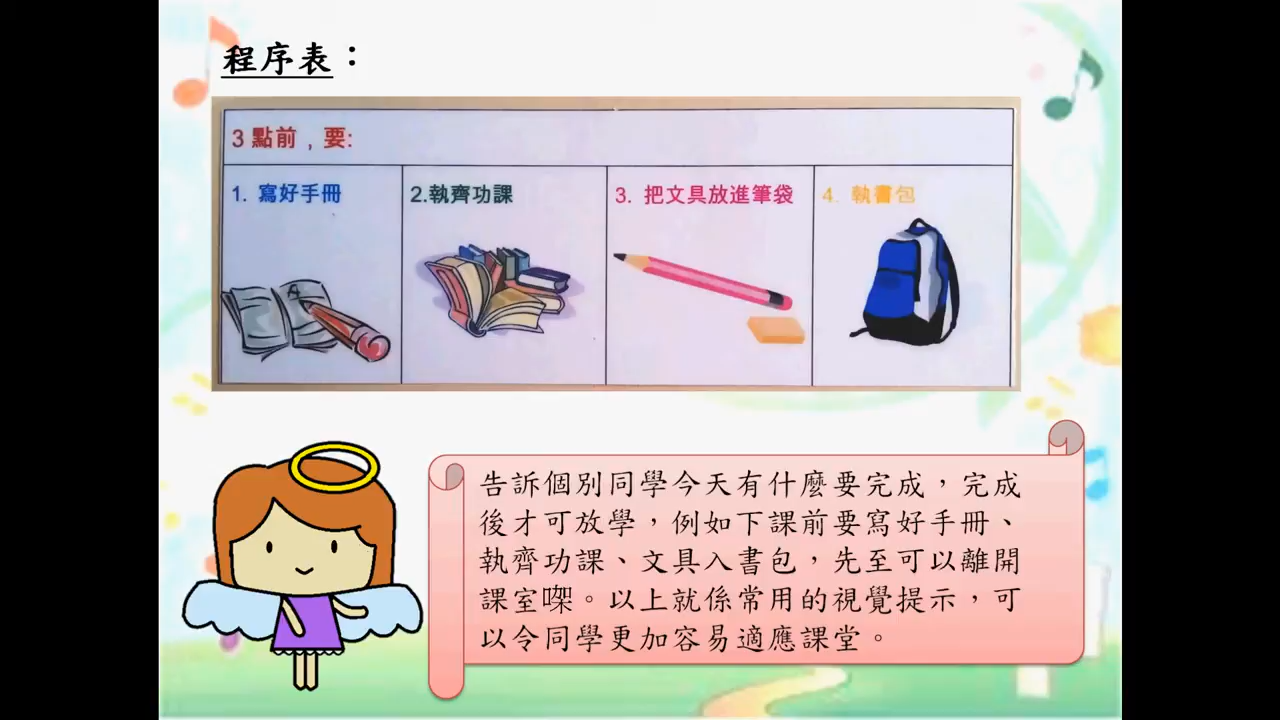 程序表：
3 點前，要:
1. 寫好手冊
2.執齊功課
3. 把文具放進筆袋
4. 執書包
告訴個別同學今天有什麼要完成，完成
後才可放學，例如下課前要寫好手冊、
執齊功課、文具入書包，先至可以離開
課室㗎。以上就係常用的視覺提示，可
以令同學更加容易適應課堂。